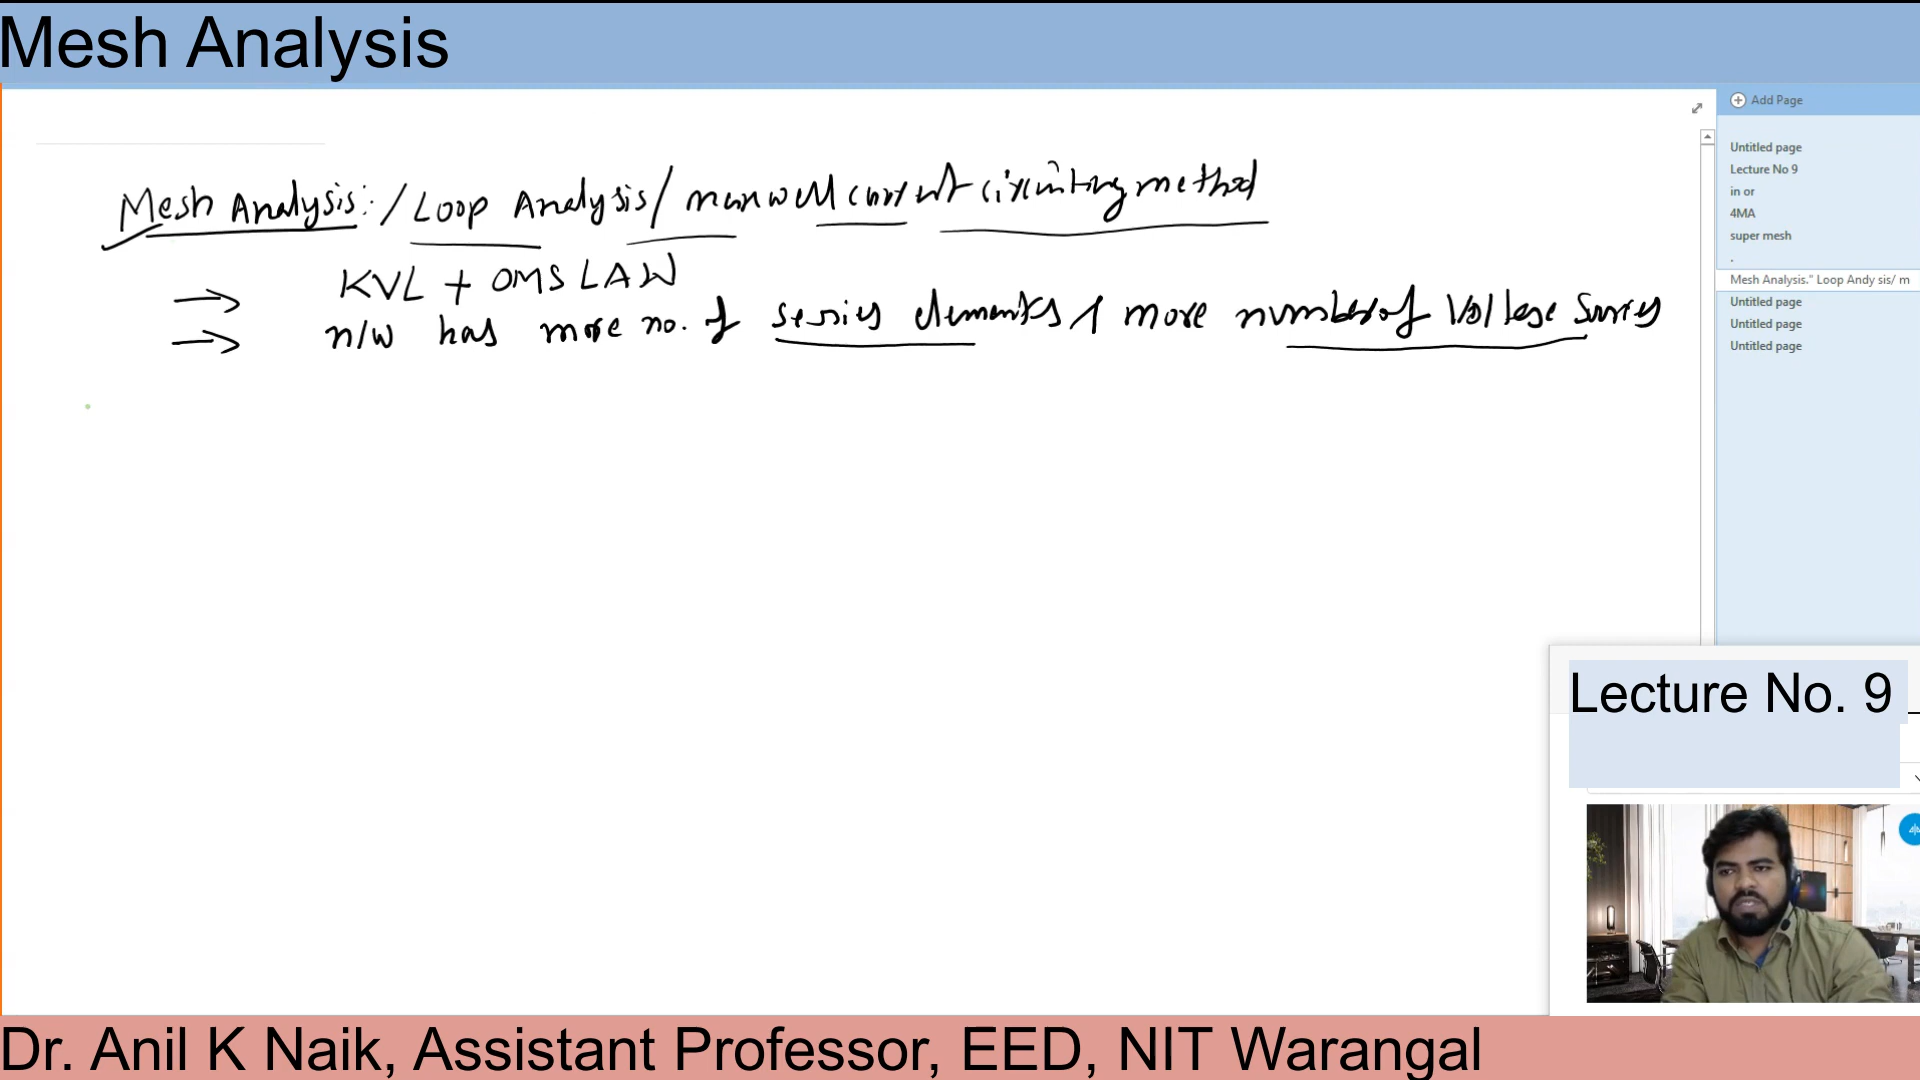 Mesh Analysis
Add Page
Untitled page
Lecture No 9
in or
4MA
super mesh
.
Mesh Analysis." Loop Andy sis/ m
Untitled page
Untitled page
Untitled page
Mesh Analysis: / Loop Analysis / maxwell current circuiting method
→ KVL + OMS LAW
→ n/w has more no. of series elements / more number of Voltage Sources
Lecture No. 9
Dr. Anil K Naik, Assistant Professor, EED, NIT Warangal